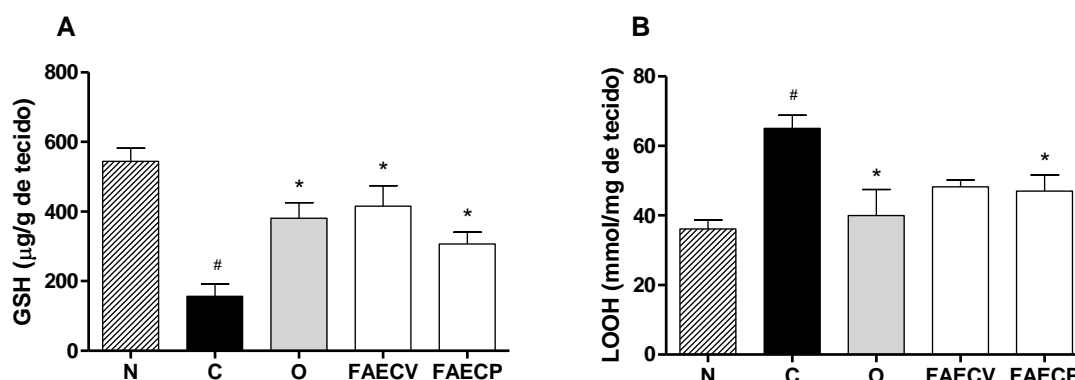 A
GSH (μg/g de tecido)
800
600
400
200
0
#
*
*
*
N C O FAECV FAECP
B
LOOH (mmol/mg de tecido)
80
60
40
20
0
#
*
*
N C O FAECV FAECP